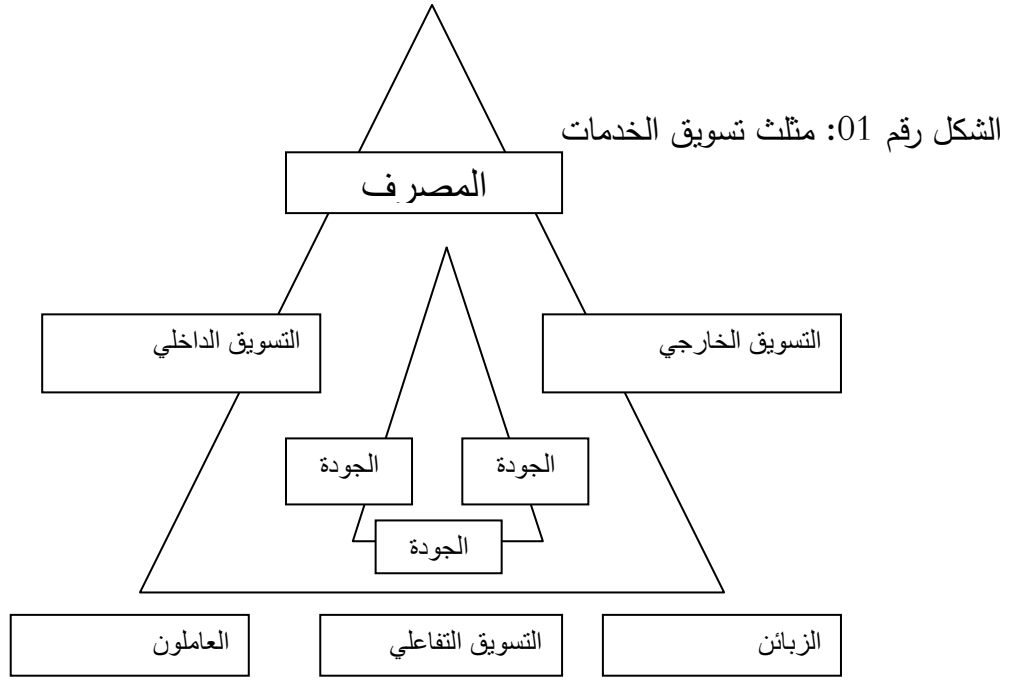 الشكل رقم 01: مثلث تسويق الخدمات
المصرف
التسويق الخارجي
التسويق الداخلي
الجودة
الجودة
الجودة
الزبائن
التسويق التفاعلي
العاملون